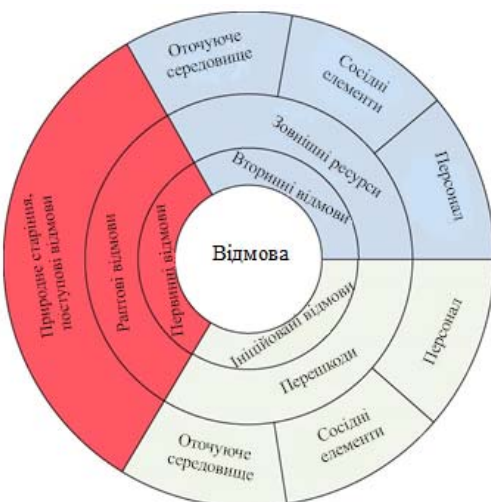 Оточуюче
середовище
Сосідні
елементи
Персонал
Зовнішні ресурси
Вторинні відмови
Відмова
Природне старіння,
поступові відмови
Раптові відмови
Первинні відмови
Ініційовані відмови
Перешкоди
Персонал
Сосідні
елементи
Оточуюче
середовище